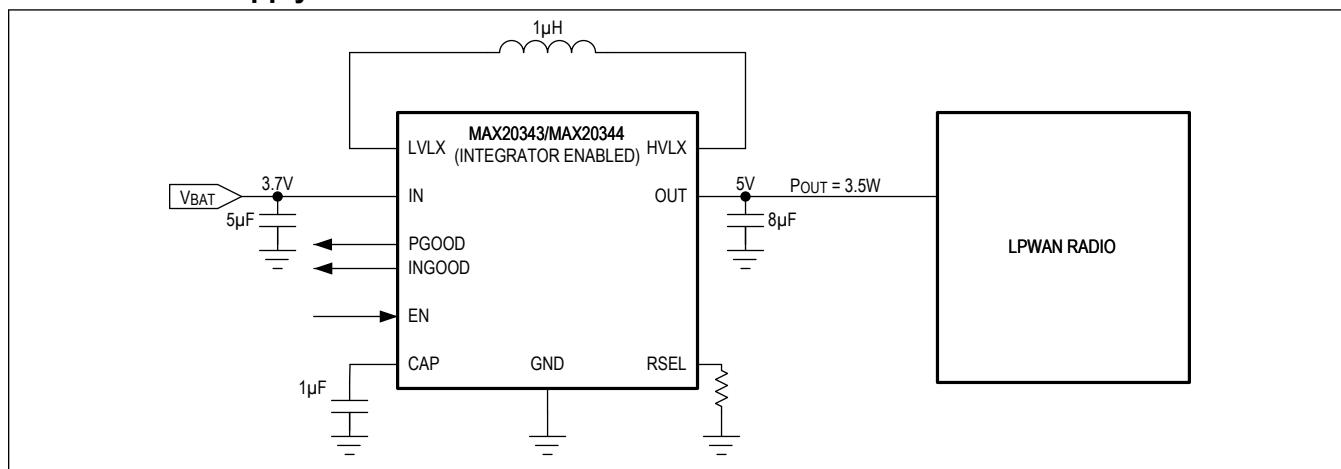 1µH
MAX20343/MAX20344
(INTEGRATOR ENABLED)
LVLX
HVLX
VBAT
3.7V
IN
OUT
5V
POUT = 3.5W
5µF
8µF
PGOOD
INGOOD
LPWAN RADIO
EN
CAP
GND
RSEL
1µF